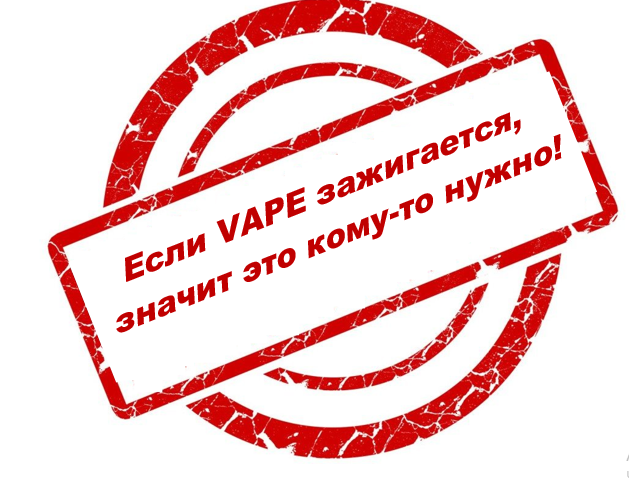 Если VAPE зажигается,
значит это кому-то нужно!